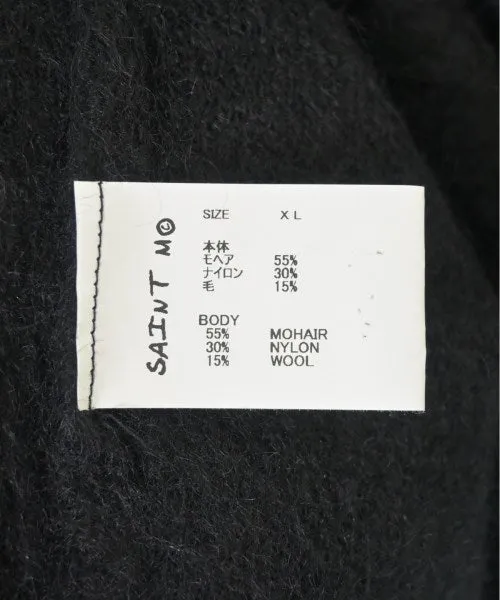 SAINT M©
SIZE XL
本体
モヘア 55%
ナイロン 30%
毛 15%
BODY
55% MOHAIR
30% NYLON
15% WOOL